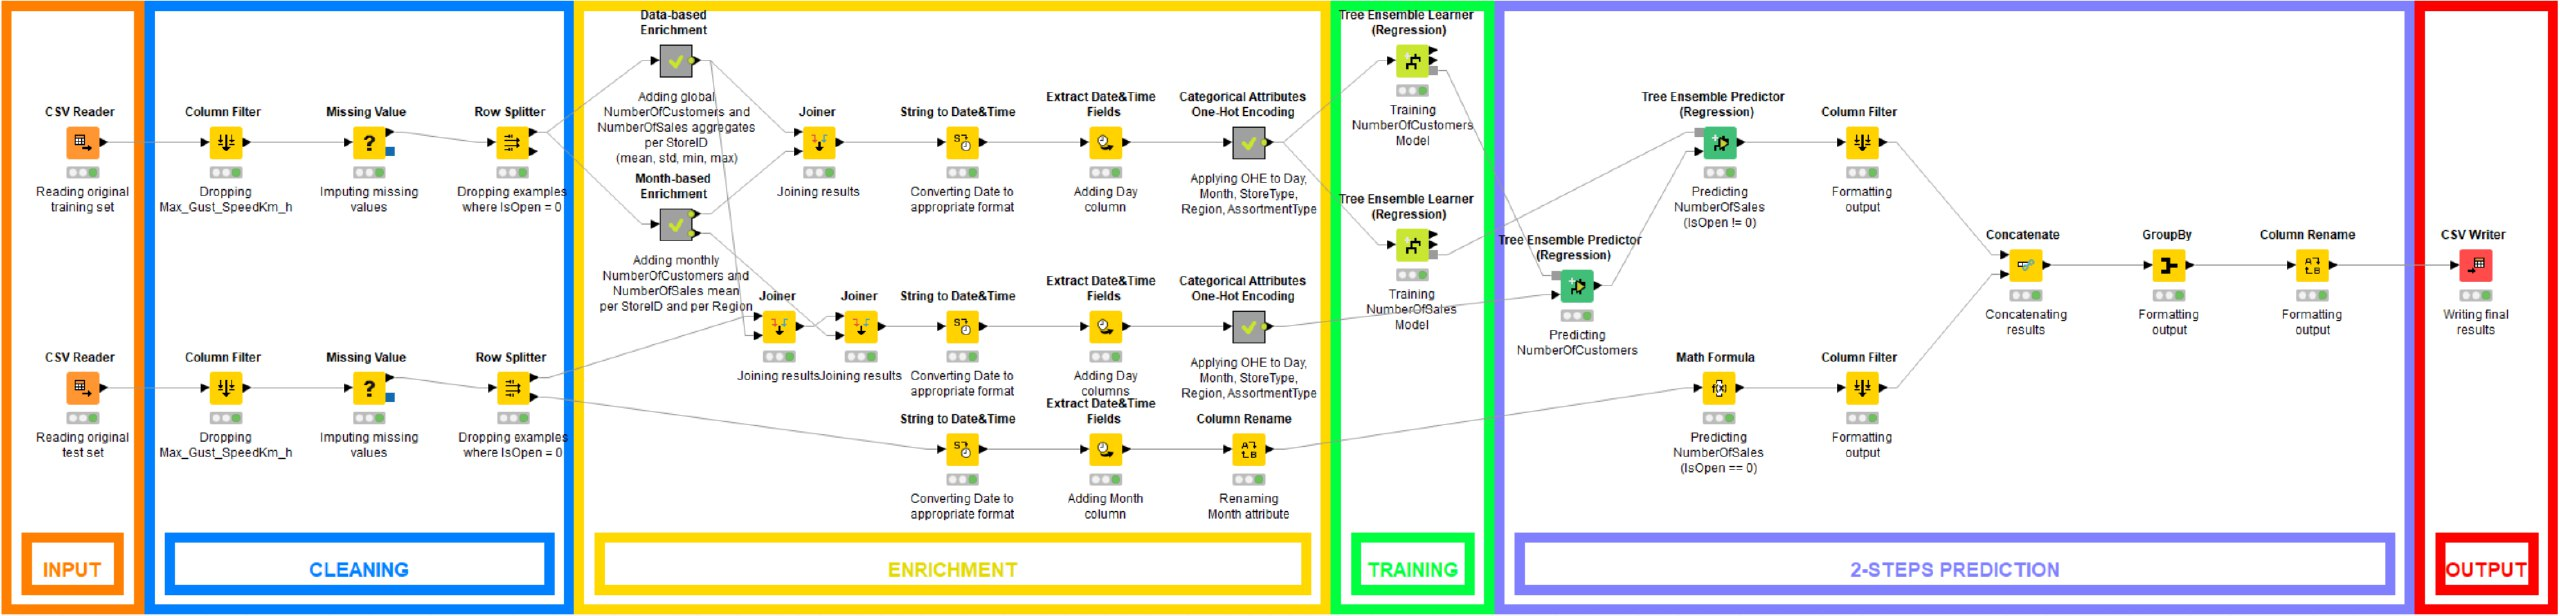 CSV Reader
Reading original
training set
CSV Reader
Reading original
test set
INPUT
Column Filter
Dropping
Max_Gust_SpeedKm_h
Missing Value
?
Imputing missing
values
Row Splitter
Dropping examples
where IsOpen = 0
Column Filter
Dropping
Max_Gust_SpeedKm_h
Missing Value
?
Imputing missing
values
Row Splitter
Dropping examples
where IsOpen = 0
CLEANING
Data-based
Enrichment
Adding global
NumberOfCustomers and
NumberOfSales aggregates
per StoreID
(mean, std, min, max)
Month-based
Enrichment
Adding monthly
NumberOfCustomers and
NumberOfSales mean
per StoreID and per Region
Joiner
Joining results
String to Date&Time
Converting Date to
appropriate format
Extract Date&Time
Fields
Adding Day
column
Categorical Attributes
One-Hot Encoding
Applying OHE to Day,
Month, StoreType,
Region, AssortmentType
Joiner
Joining results
Joiner
Joining results
String to Date&Time
Converting Date to
appropriate format
Extract Date&Time
Fields
Adding Day
columns
Categorical Attributes
One-Hot Encoding
Applying OHE to Day,
Month, StoreType,
Region, AssortmentType
String to Date&Time
Converting Date to
appropriate format
Extract Date&Time
Fields
Adding Month
column
Column Rename
Renaming
Month attribute
ENRICHMENT
Tree Ensemble Learner
(Regression)
Training
NumberOfCustomers
Model
Tree Ensemble Learner
(Regression)
Training
NumberOfSales
Model
TRAINING
Tree Ensemble Predictor
(Regression)
Predicting
NumberOfSales
(IsOpen != 0)
Column Filter
Formatting
output
Tree Ensemble Predictor
(Regression)
Predicting
NumberOfCustomers
Math Formula
f(x)
Predicting
NumberOfSales
(IsOpen == 0)
Column Filter
Formatting
output
Concatenate
Concatenating
results
GroupBy
Formatting
output
Column Rename
Formatting
output
2-STEPS PREDICTION
CSV Writer
Writing final
results
OUTPUT